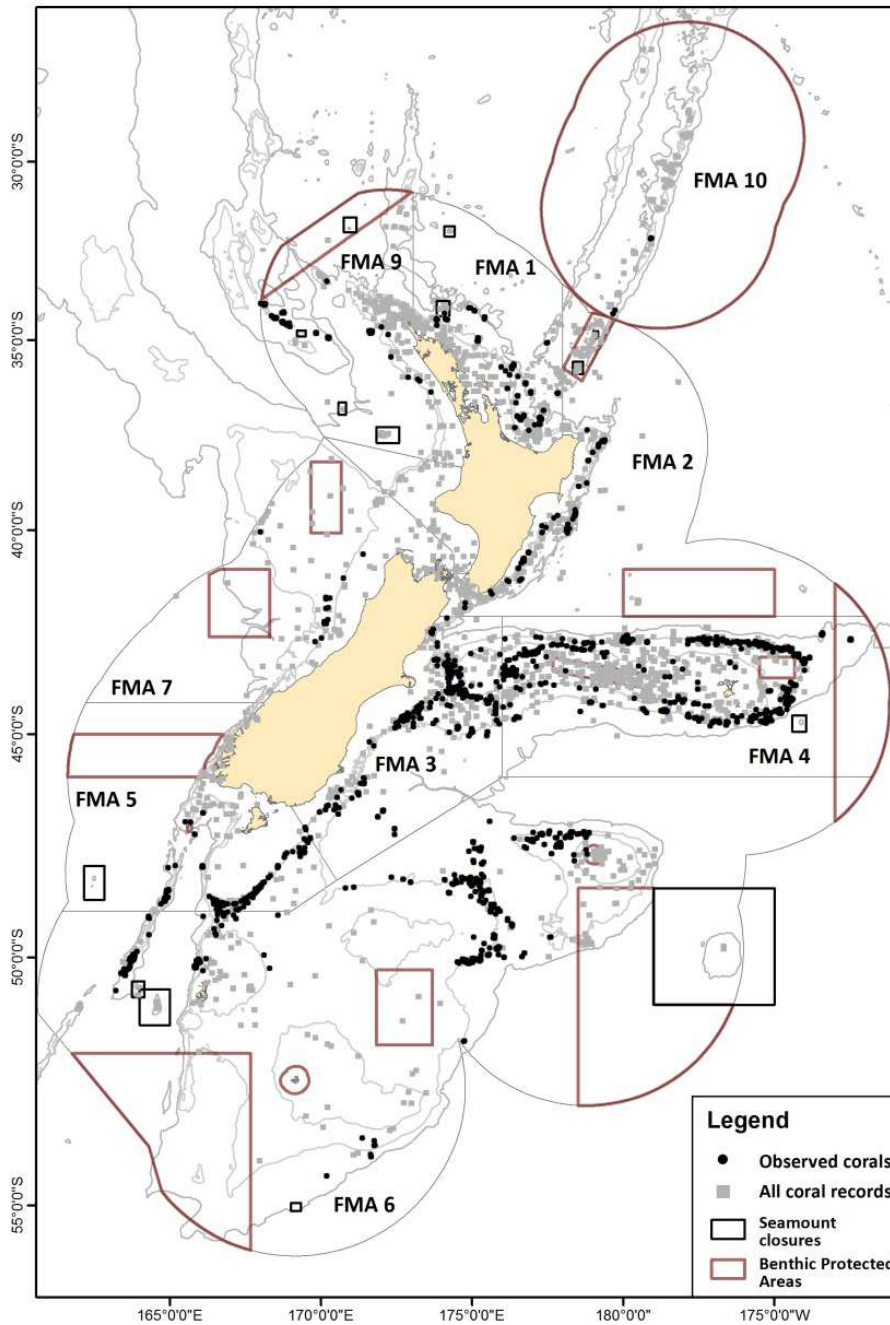 30°0'0"S
35°0'0"S
40°0'0"S
45°0'0"S
50°0'0"S
55°0'0"S
FMA 10
FMA 9
FMA 1
FMA 2
FMA 7
FMA 5
FMA 3
FMA 4
FMA 6
Legend
Observed corals
All coral records
Seamount
closures
Benthic Protected
Areas
165°0'0"E
170°0'0"E
175°0'0"E
180°0'0"
175°0'0"W